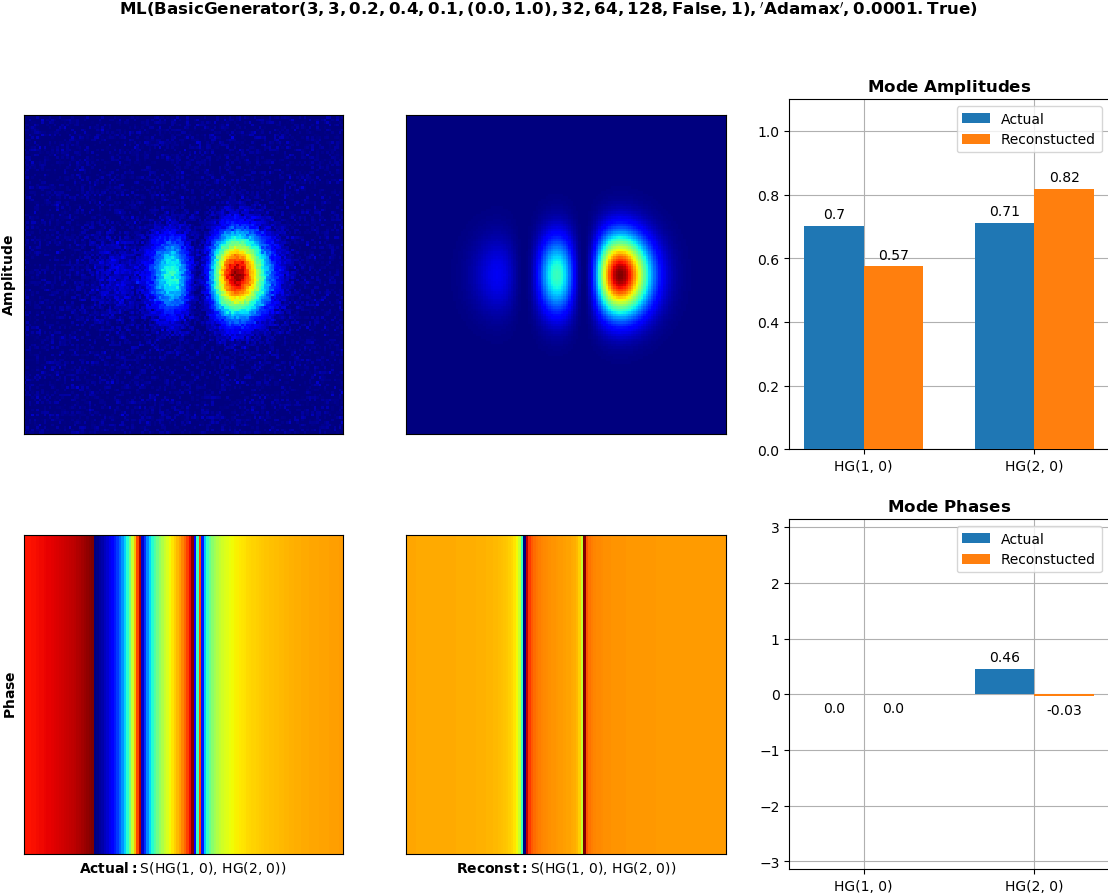 ML(BasicGenerator(3, 3, 0.2, 0.4, 0.1, (0.0, 1.0), 32, 64, 128, False, 1), ′Adamax′, 0.0001. True)
Amplitude
Mode Amplitudes
Actual
Reconstucted
1.0
0.8
0.6
0.4
0.2
0.0
0.7
0.57
0.71
0.82
HG(1, 0)
HG(2, 0)
Phase
Actual: S(HG(1, 0), HG(2, 0))
Reconst: S(HG(1, 0), HG(2, 0))
Mode Phases
Actual
Reconstucted
3
2
1
0
−1
−2
−3
0.0
0.0
0.46
-0.03
HG(1, 0)
HG(2, 0)